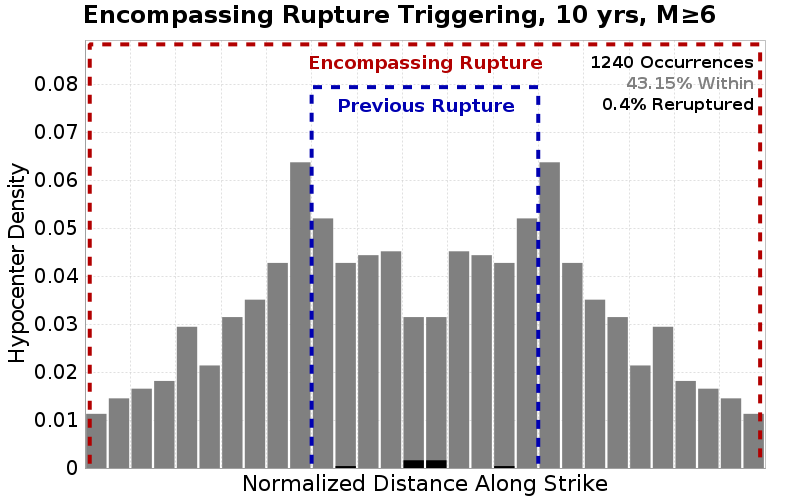 Encompassing Rupture Triggering, 10 yrs, M≥6
Encompassing Rupture
1240 Occurrences
43.15% Within
0.4% Reruptured
Previous Rupture
Hypocenter Density
0.08
0.07
0.06
0.05
0.04
0.03
0.02
0.01
0
Normalized Distance Along Strike